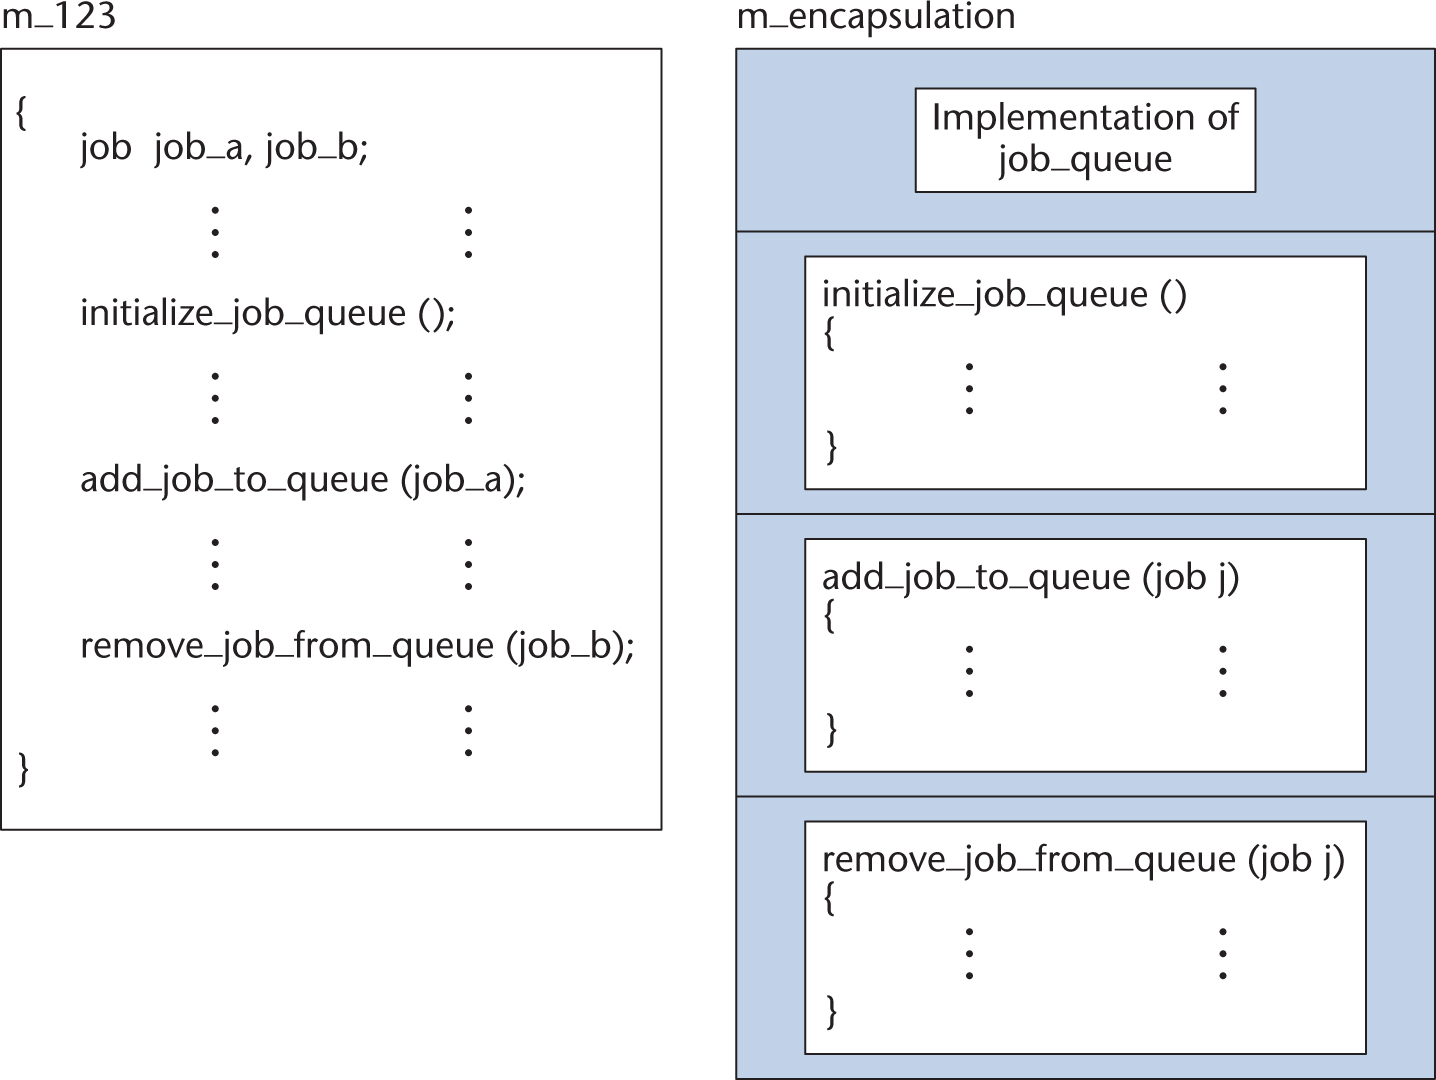 m_123
{
job job_a, job_b;
initialize_job_queue ();
add_job_to_queue (job_a);
remove_job_from_queue (job_b);
}
m_encapsulation
Implementation of
job_queue
initialize_job_queue ()
{
}
add_job_to_queue (job j)
{
}
remove_job_from_queue (job j)
{
}